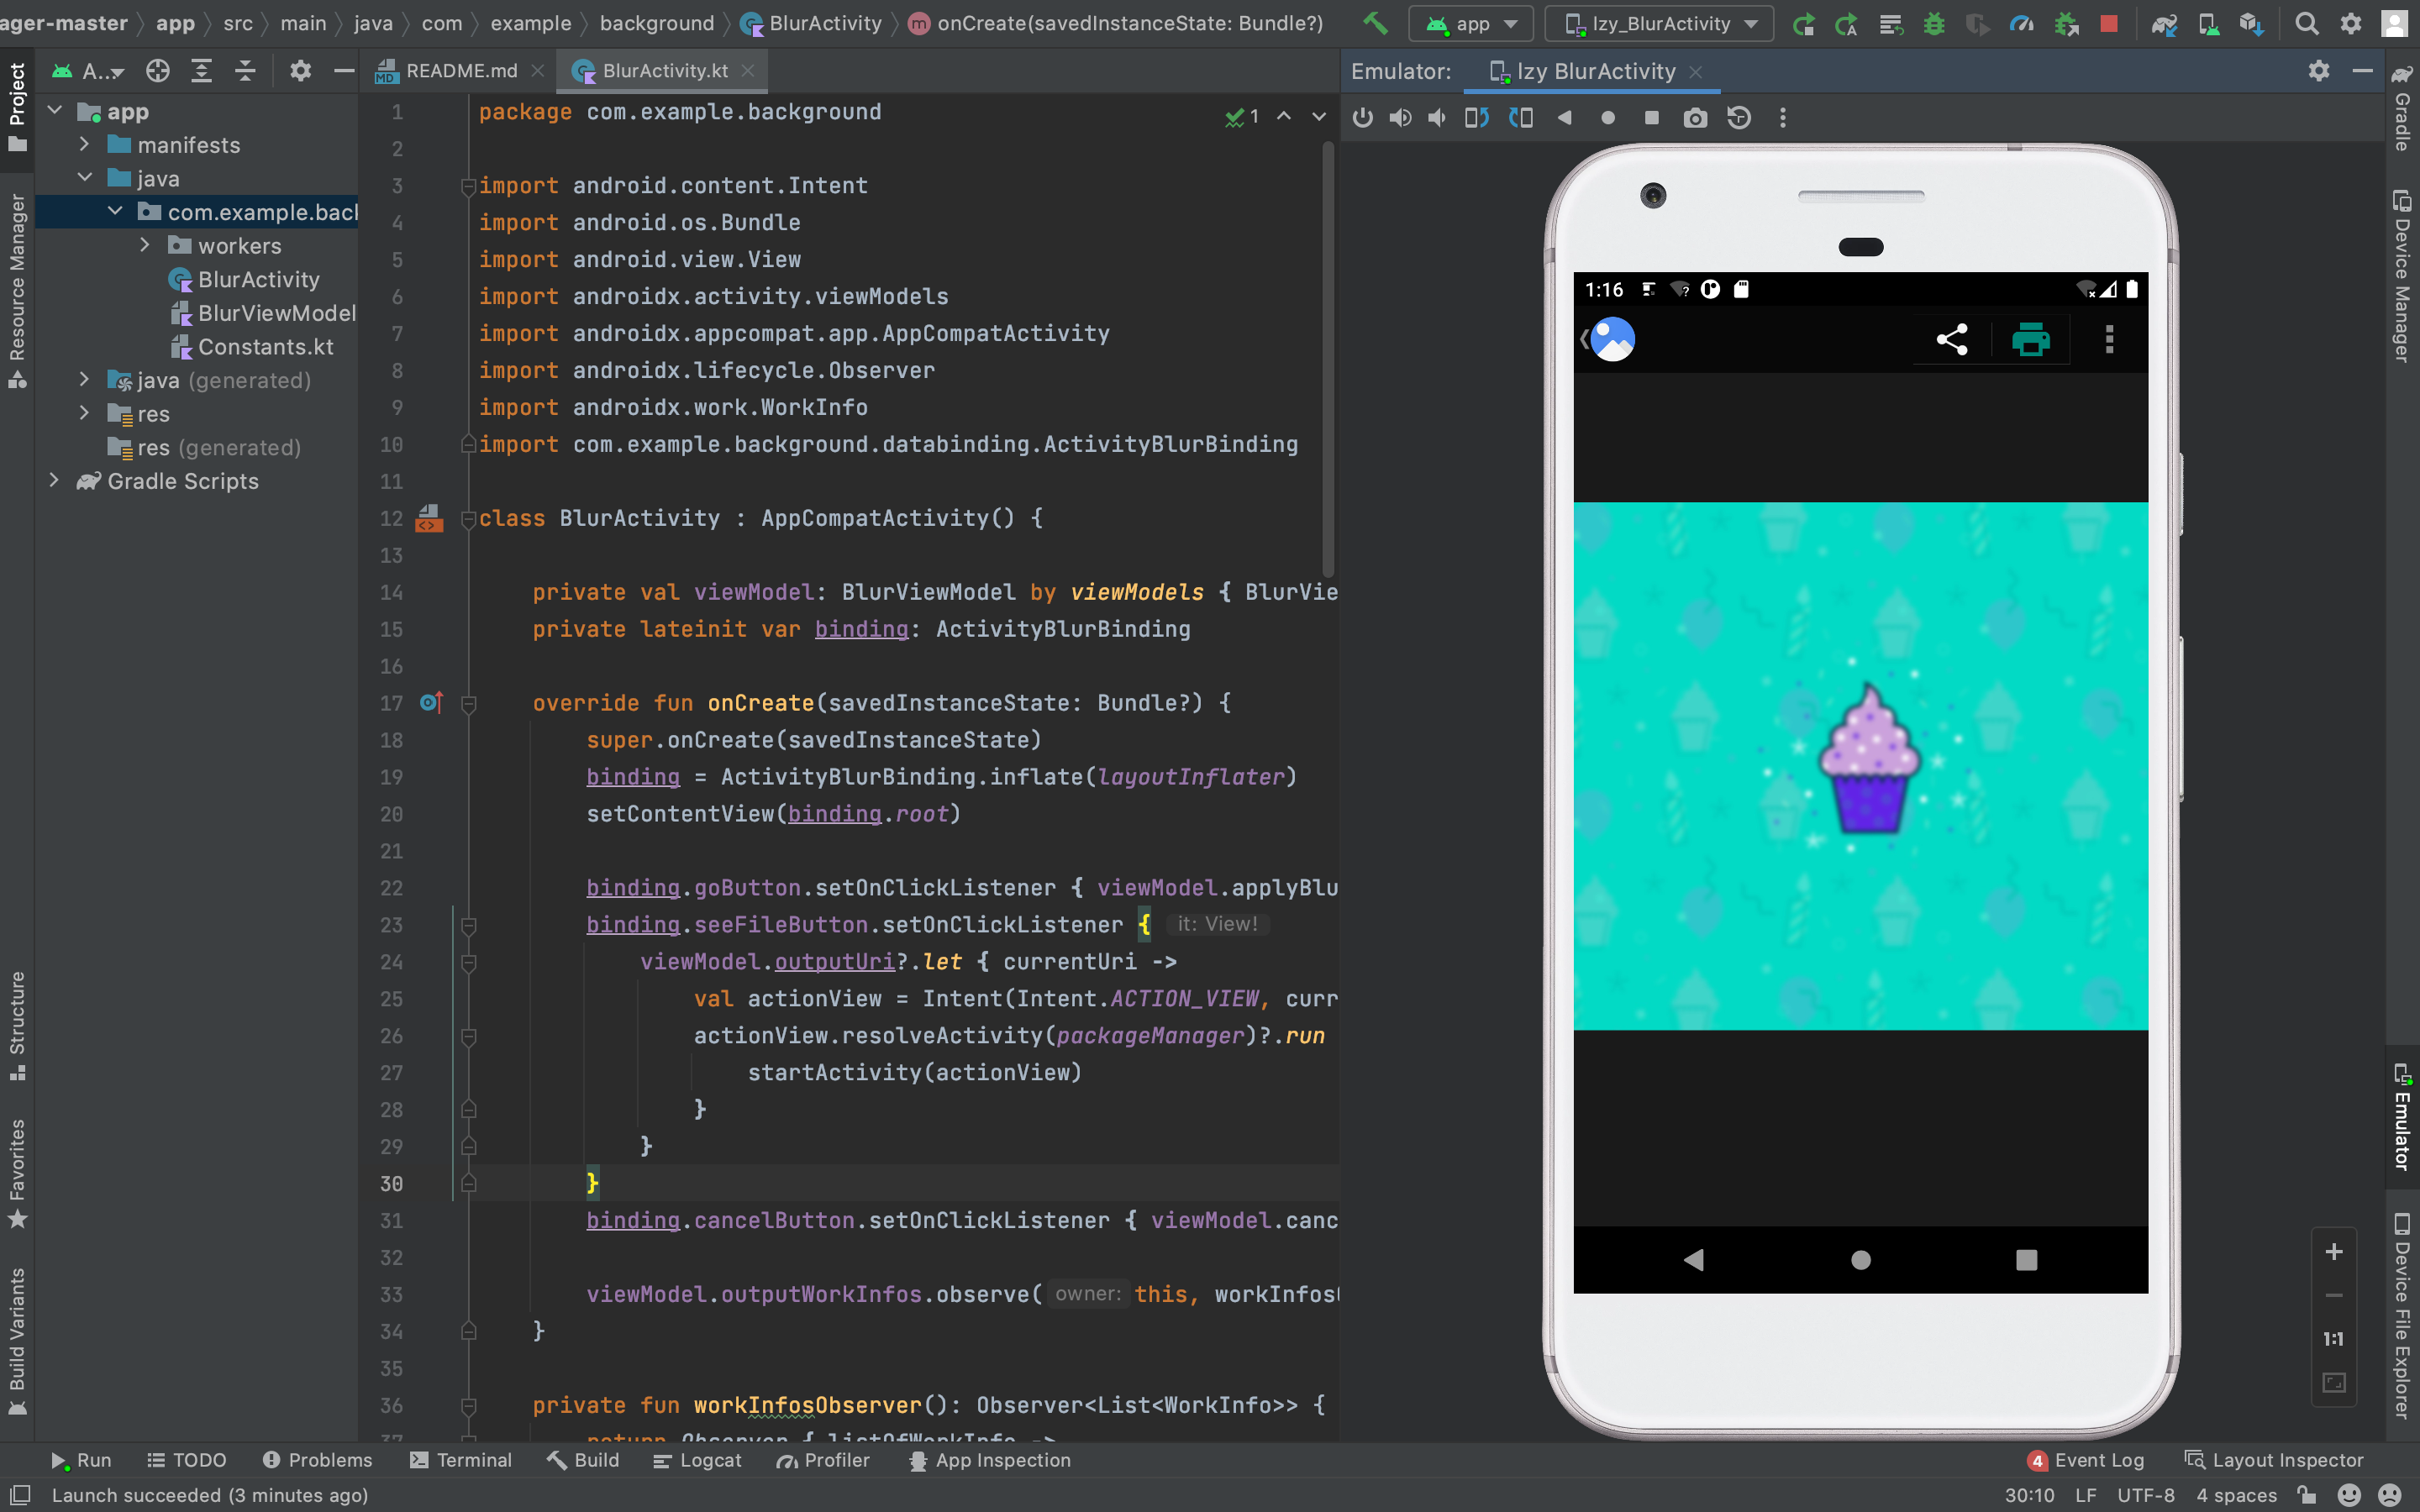 ager-master app src main java com example background BlurActivity m onCreate(savedInstanceState: Bundle?) app Izy_BlurActivity
A... MD README.md BlurActivity.kt Emulator: Izy BlurActivity
Project
Resource Manager
Structure
Favorites
Build Variants
app
manifests
java
com.example.back
workers
BlurActivity
BlurViewModel
Constants.kt
java (generated)
res
res (generated)
Gradle Scripts
1 package com.example.background 1
2
3 import android.content.Intent
4 import android.os.Bundle
5 import android.view.View
6 import androidx.activity.viewModels
7 import androidx.appcompat.app.AppCompatActivity
8 import androidx.lifecycle.Observer
9 import androidx.work.WorkInfo
10 import com.example.background.databinding.ActivityBlurBinding
11
12 class BlurActivity : AppCompatActivity() {
13
14 private val viewModel: BlurViewModel by viewModels { BlurVie
15 private lateinit var binding: ActivityBlurBinding
16
17 override fun onCreate(savedInstanceState: Bundle?) {
18 super.onCreate(savedInstanceState)
19 binding = ActivityBlurBinding.inflate(layoutInflater)
20 setContentView(binding.root)
21
22 binding.goButton.setOnClickListener { viewModel.applyBlu
23 binding.seeFileButton.setOnClickListener { it: View!
24 viewModel.outputUri?.let { currentUri ->
25 val actionView = Intent(Intent.ACTION_VIEW, curr
26 actionView.resolveActivity(packageManager)?.run
27 startActivity(actionView)
28 }
29 }
30 }
31 binding.cancelButton.setOnClickListener { viewModel.canc
32
33 viewModel.outputWorkInfos.observe( owner: this, workInfosO
34 }
35
36 private fun workInfosObserver(): Observer<List<WorkInfo>> {
37 return Observer { listOfWorkInfo ->
1:16
1:1
Gradle
Device Manager
Emulator
Device File Explorer
Run TODO Problems Terminal Build Logcat Profiler App Inspection 4 Event Log Layout Inspector
Launch succeeded (3 minutes ago) 30:10 LF UTF-8 4 spaces